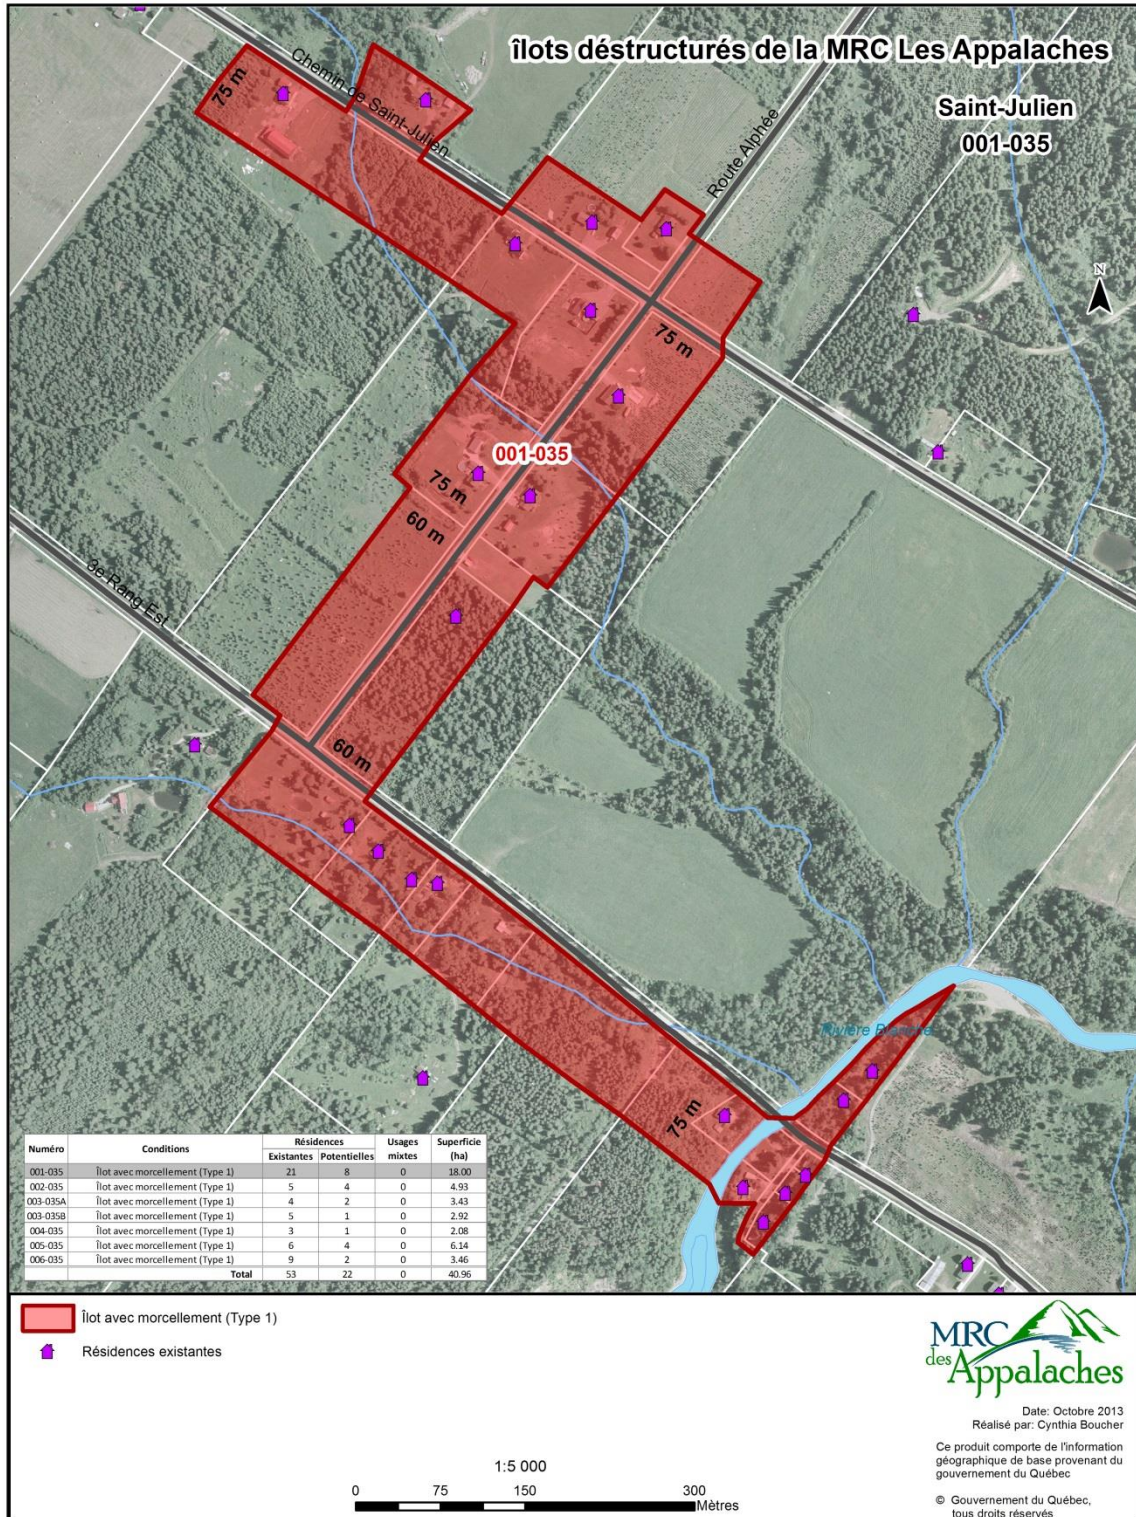 îlots déstructurés de la MRC Les Appalaches
Saint-Julien
001-035
Chemin de Saint-Julien
Route Alphée
75 m
N
75 m
001-035
75 m
60 m
3e Rang Est
60 m
Rivière Blanche
75 m
Numéro Conditions Résidences Usages mixtes Superficie (ha)
Existantes Potentielles
001-035 Îlot avec morcellement (Type 1) 21 8 0 18.00
002-035 Îlot avec morcellement (Type 1) 5 4 0 4.93
003-035A Îlot avec morcellement (Type 1) 4 2 0 3.43
003-035B Îlot avec morcellement (Type 1) 5 1 0 2.92
004-035 Îlot avec morcellement (Type 1) 3 1 0 2.08
005-035 Îlot avec morcellement (Type 1) 6 4 0 6.14
006-035 Îlot avec morcellement (Type 1) 9 2 0 3.46
Total 53 22 0 40.96
Îlot avec morcellement (Type 1)
Résidences existantes
MRC
des Appalaches
Date: Octobre 2013
Réalisé par: Cynthia Boucher
Ce produit comporte de l'information
géographique de base provenant du
gouvernement du Québec
© Gouvernement du Québec,
tous droits réservés
1:5 000
0 75 150 300
Mètres